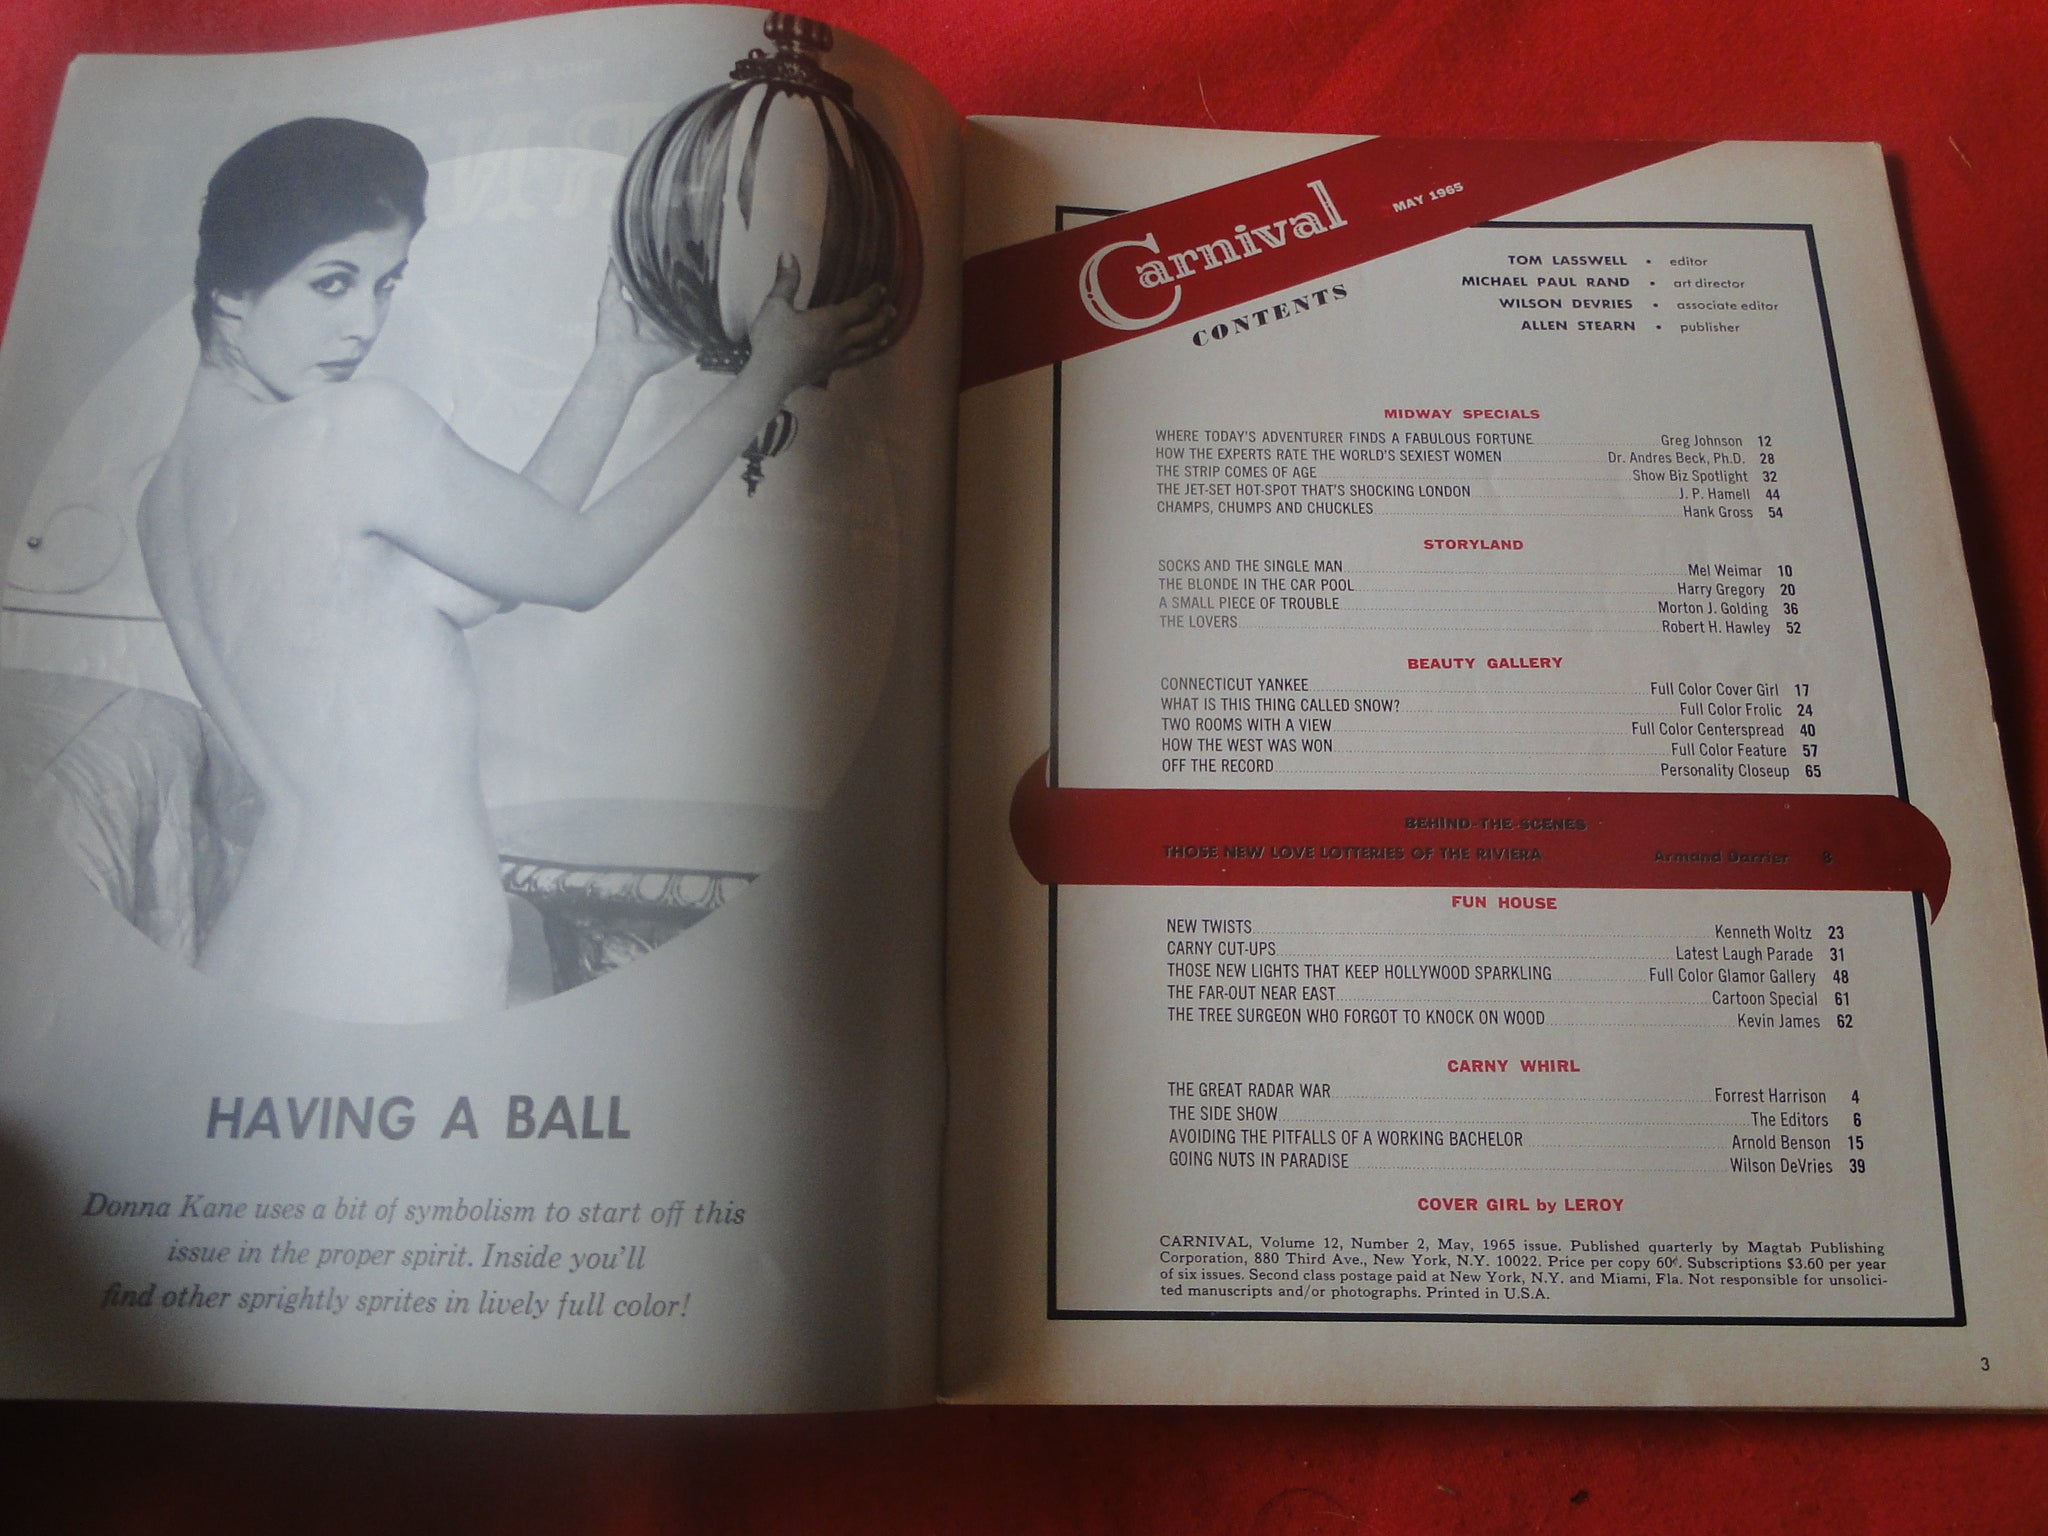 HAVING A BALL
Donna Kane uses a bit of symbolism to start off this
issue in the proper spirit. Inside you'll
find other sprightly sprites in lively full color!
Carnival MAY 1965
CONTENTS
TOM LASSWELL • editor
MICHAEL PAUL RAND • art director
WILSON DEVRIES • associate editor
ALLEN STEARN • publisher
MIDWAY SPECIALS
WHERE TODAY'S ADVENTURER FINDS A FABULOUS FORTUNE Greg Johnson 12
HOW THE EXPERTS RATE THE WORLD'S SEXIEST WOMEN Dr. Andres Beck, Ph.D. 28
THE STRIP COMES OF AGE Show Biz Spotlight 32
THE JET-SET HOT-SPOT THAT'S SHOCKING LONDON J. P. Hamell 44
CHAMPS, CHUMPS AND CHUCKLES Hank Gross 54
STORYLAND
SOCKS AND THE SINGLE MAN Mel Weimar 10
THE BLONDE IN THE CAR POOL Harry Gregory 20
A SMALL PIECE OF TROUBLE Morton J. Golding 36
THE LOVERS Robert H. Hawley 52
BEAUTY GALLERY
CONNECTICUT YANKEE Full Color Cover Girl 17
WHAT IS THIS THING CALLED SNOW? Full Color Frolic 24
TWO ROOMS WITH A VIEW Full Color Centerspread 40
HOW THE WEST WAS WON Full Color Feature 57
OFF THE RECORD Personality Closeup 65
BEHIND-THE-SCENES
THOSE NEW LOVE LOTTERIES OF THE RIVIERA Armand Darrier 8
FUN HOUSE
NEW TWISTS Kenneth Woltz 23
CARNY CUT-UPS Latest Laugh Parade 31
THOSE NEW LIGHTS THAT KEEP HOLLYWOOD SPARKLING Full Color Glamor Gallery 48
THE FAR-OUT NEAR EAST Cartoon Special 61
THE TREE SURGEON WHO FORGOT TO KNOCK ON WOOD Kevin James 62
CARNY WHIRL
THE GREAT RADAR WAR Forrest Harrison 4
THE SIDE SHOW The Editors 6
AVOIDING THE PITFALLS OF A WORKING BACHELOR Arnold Benson 15
GOING NUTS IN PARADISE Wilson DeVries 39
COVER GIRL by LEROY
CARNIVAL, Volume 12, Number 2, May, 1965 issue. Published quarterly by Magtab Publishing
Corporation, 880 Third Ave., New York, N.Y. 10022. Price per copy 60¢. Subscriptions $3.60 per year
of six issues. Second class postage paid at New York, N.Y. and Miami, Fla. Not responsible for unsolici-
ted manuscripts and/or photographs. Printed in U.S.A.
3